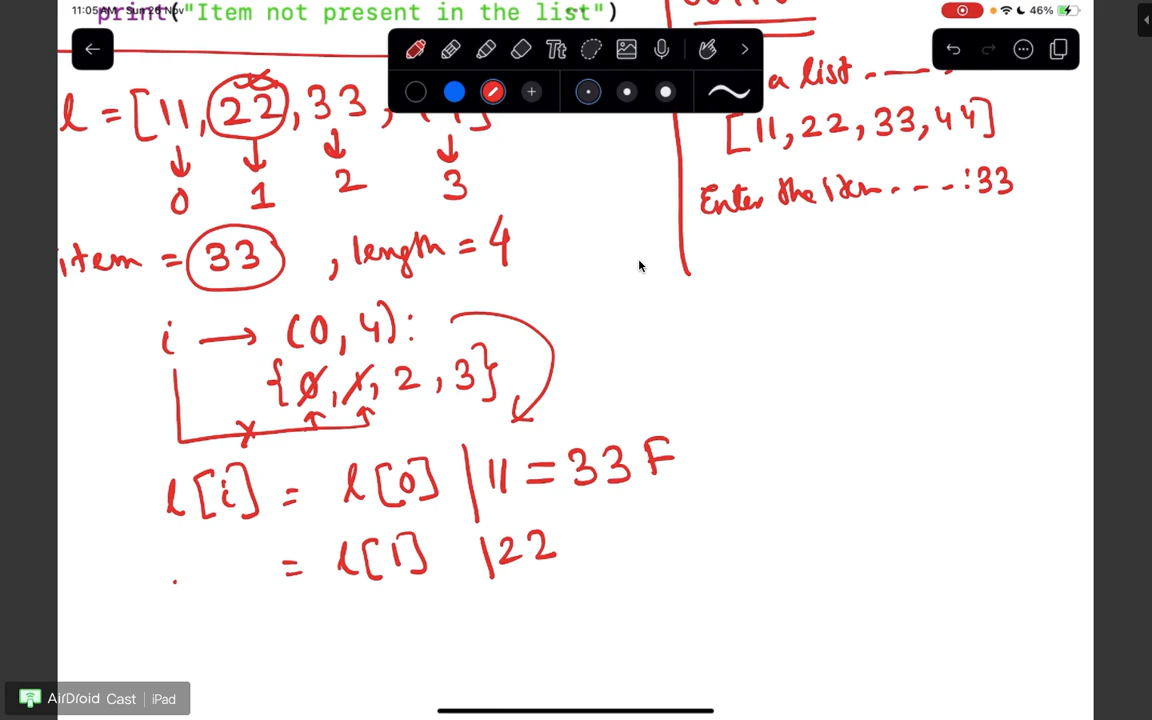 11:05 AM Sun 26 Nov
46%
print("Item not present in the list")
Tt
a list - - - -
l = [11, 22, 33,
[11, 22, 33, 44]
0 1 2 3
Enter the item - - - : 33
item = 33 , length = 4
i → (0, 4):
{0, 1, 2, 3}
l[i] = l[0] | 11 = 33 F
= l[1] | 22
AirDroid Cast | iPad